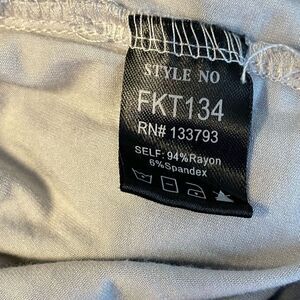 STYLE NO
FKT134
RN# 133793
SELF: 94%Rayon
6%Spandex